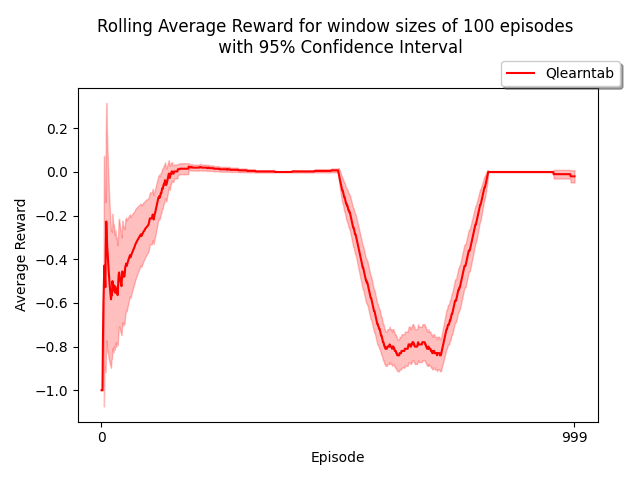 Rolling Average Reward for window sizes of 100 episodes
with 95% Confidence Interval
Qlearntab
0.2
0.0
−0.2
−0.4
−0.6
−0.8
−1.0
Average Reward
0
999
Episode